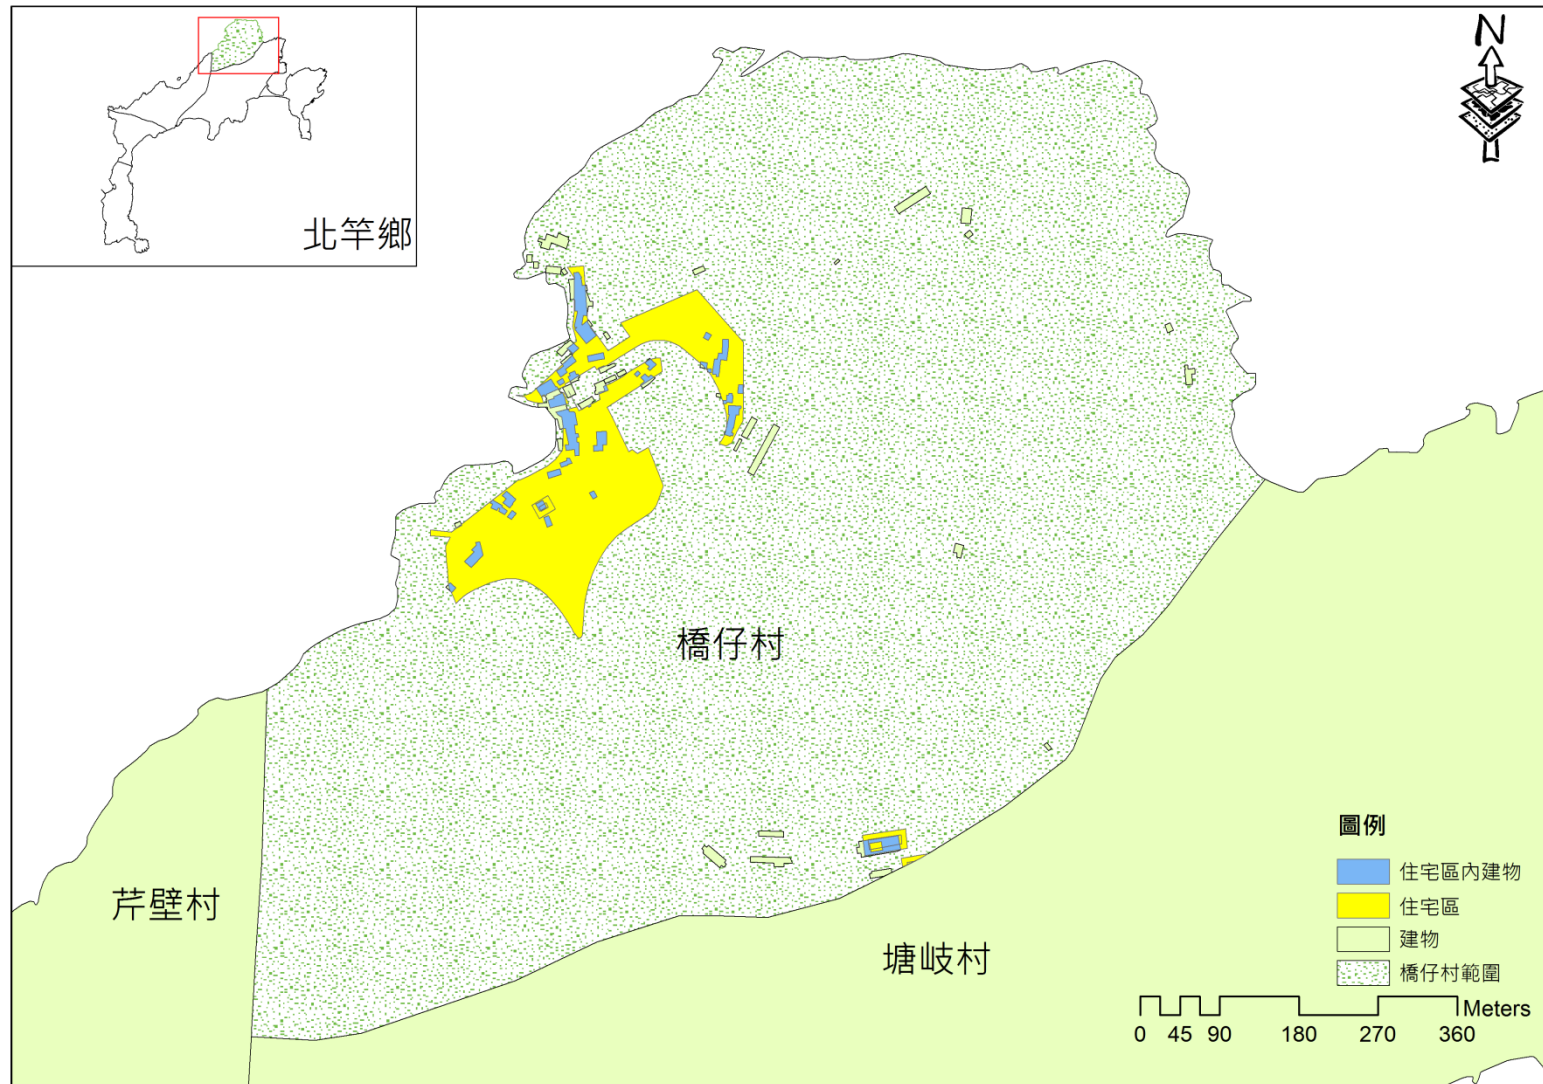 N
北竿鄉
橋仔村
芹壁村
塘岐村
圖例
住宅區內建物
住宅區
建物
橋仔村範圍
Meters
0 45 90 180 270 360